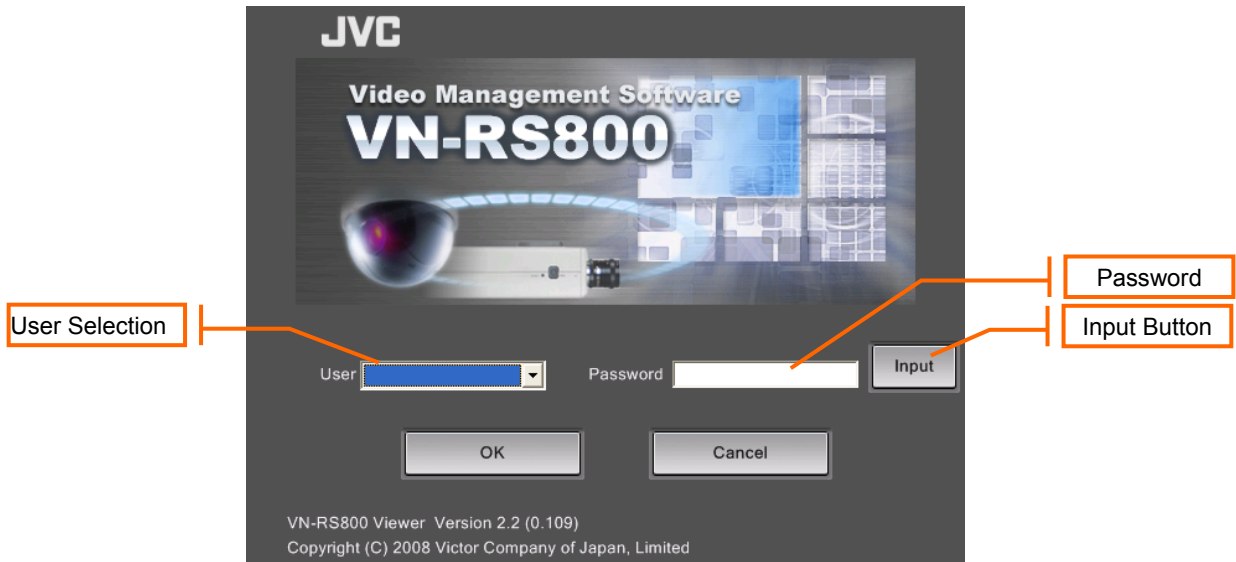 JVC
Video Management Software
VN-RS800
Password
User Selection
Input Button
User
Password
Input
OK
Cancel
VN-RS800 Viewer Version 2.2 (0.109)
Copyright (C) 2008 Victor Company of Japan, Limited